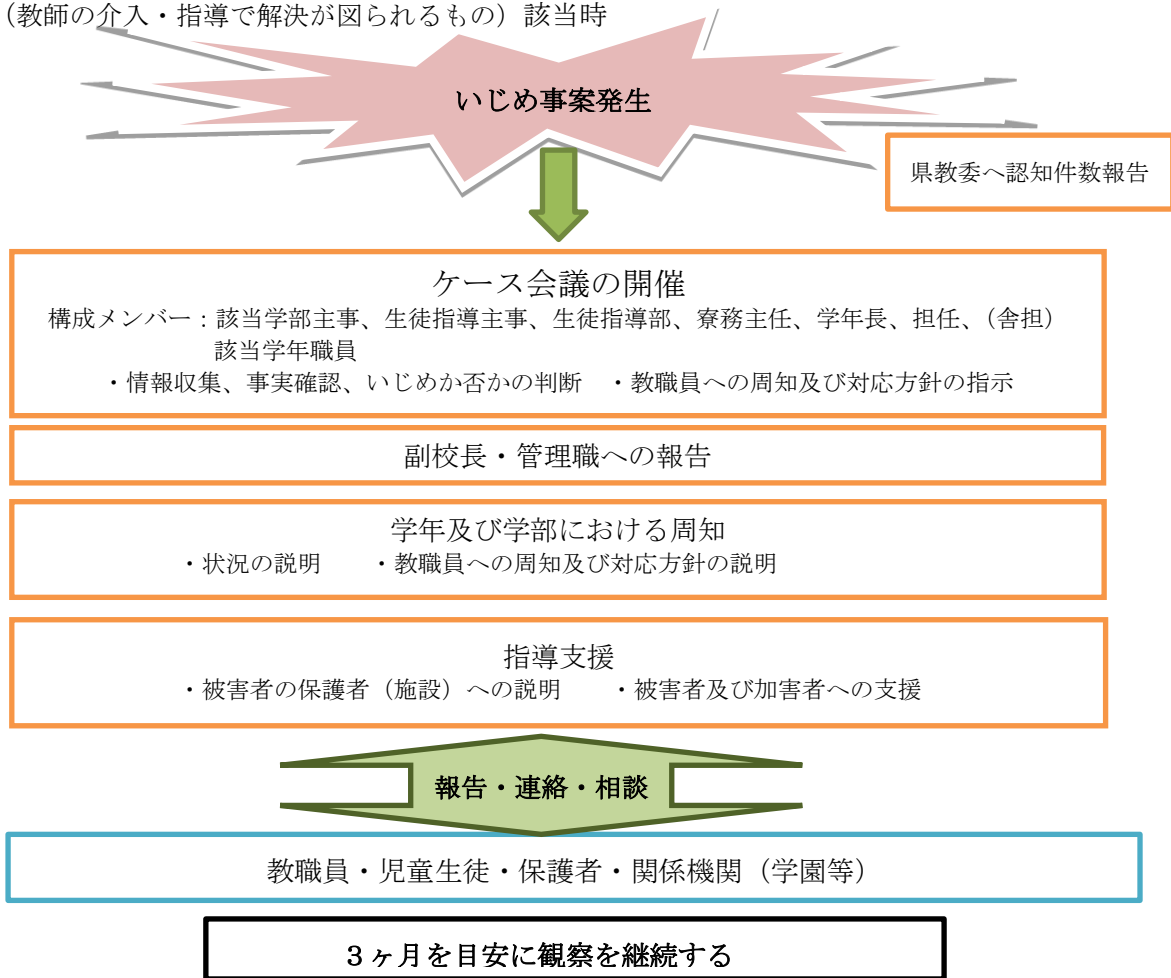 （教師の介入・指導で解決が図られるもの）該当時
いじめ事案発生
県教委へ認知件数報告
ケース会議の開催
構成メンバー：該当学部主事、生徒指導主事、生徒指導部、寮務主任、学年長、担任、（舎担）
該当学年職員
・情報収集、事実確認、いじめか否かの判断　・教職員への周知及び対応方針の指示
副校長・管理職への報告
学年及び学部における周知
・状況の説明　　・教職員への周知及び対応方針の説明
指導支援
・被害者の保護者（施設）への説明　　・被害者及び加害者への支援
報告・連絡・相談
教職員・児童生徒・保護者・関係機関（学園等）
３ヶ月を目安に観察を継続する